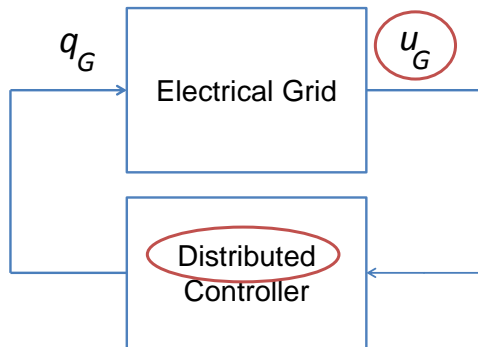 q_G
u_G
Electrical Grid
Distributed
Controller